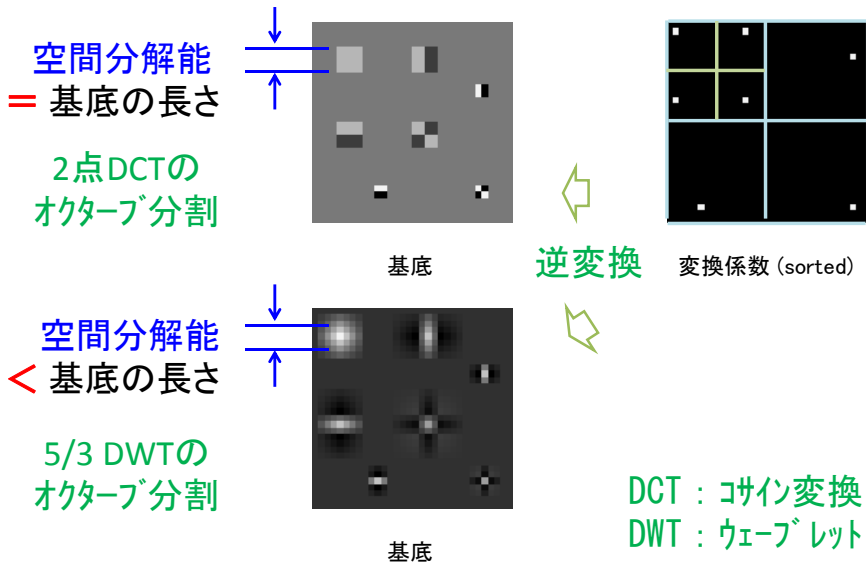 空間分解能
= 基底の長さ
2点DCTの
オクターブ分割
基底
逆変換
変換係数 (sorted)
空間分解能
< 基底の長さ
5/3 DWTの
オクターブ分割
基底
DCT : コサイン変換
DWT : ウェーブレット